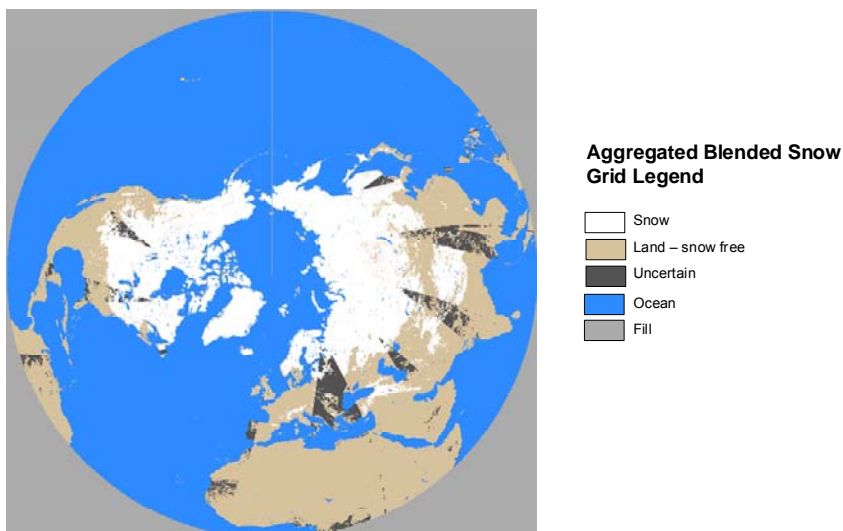 Aggregated Blended Snow
Grid Legend
Snow
Land – snow free
Uncertain
Ocean
Fill